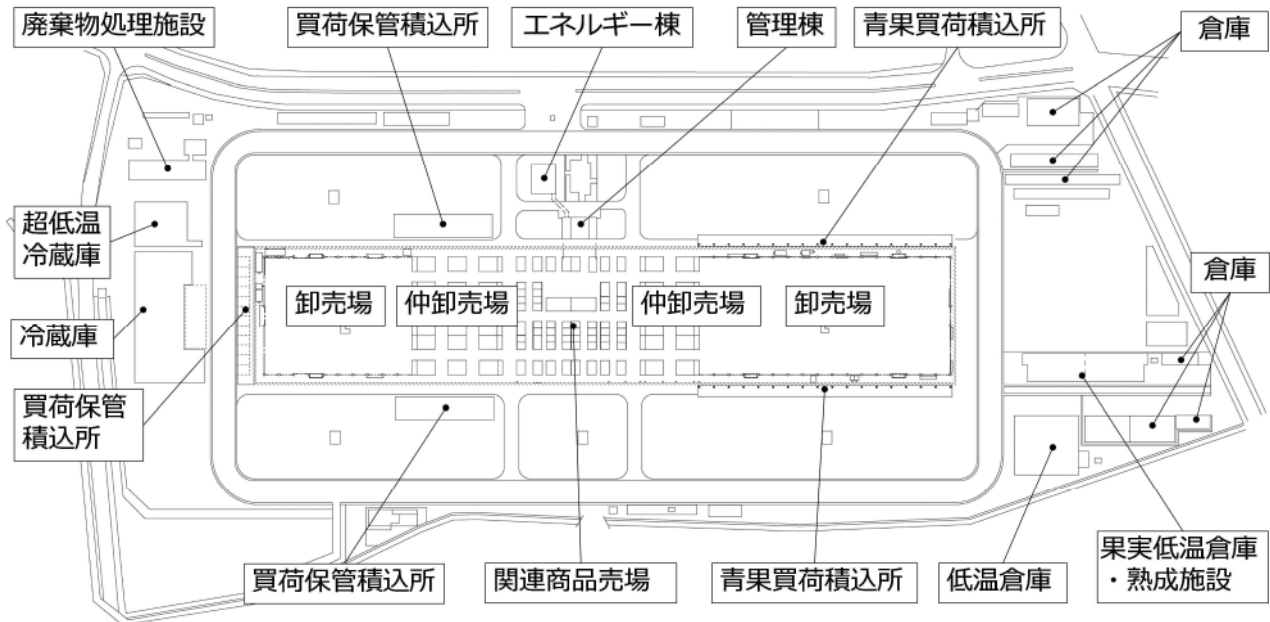 廃棄物処理施設
買荷保管積込所
エネルギー棟
管理棟
青果買荷積込所
倉庫
超低温
冷蔵庫
倉庫
卸売場
仲卸売場
仲卸売場
卸売場
冷蔵庫
買荷保管
積込所
買荷保管積込所
関連商品売場
青果買荷積込所
低温倉庫
果実低温倉庫
・熟成施設